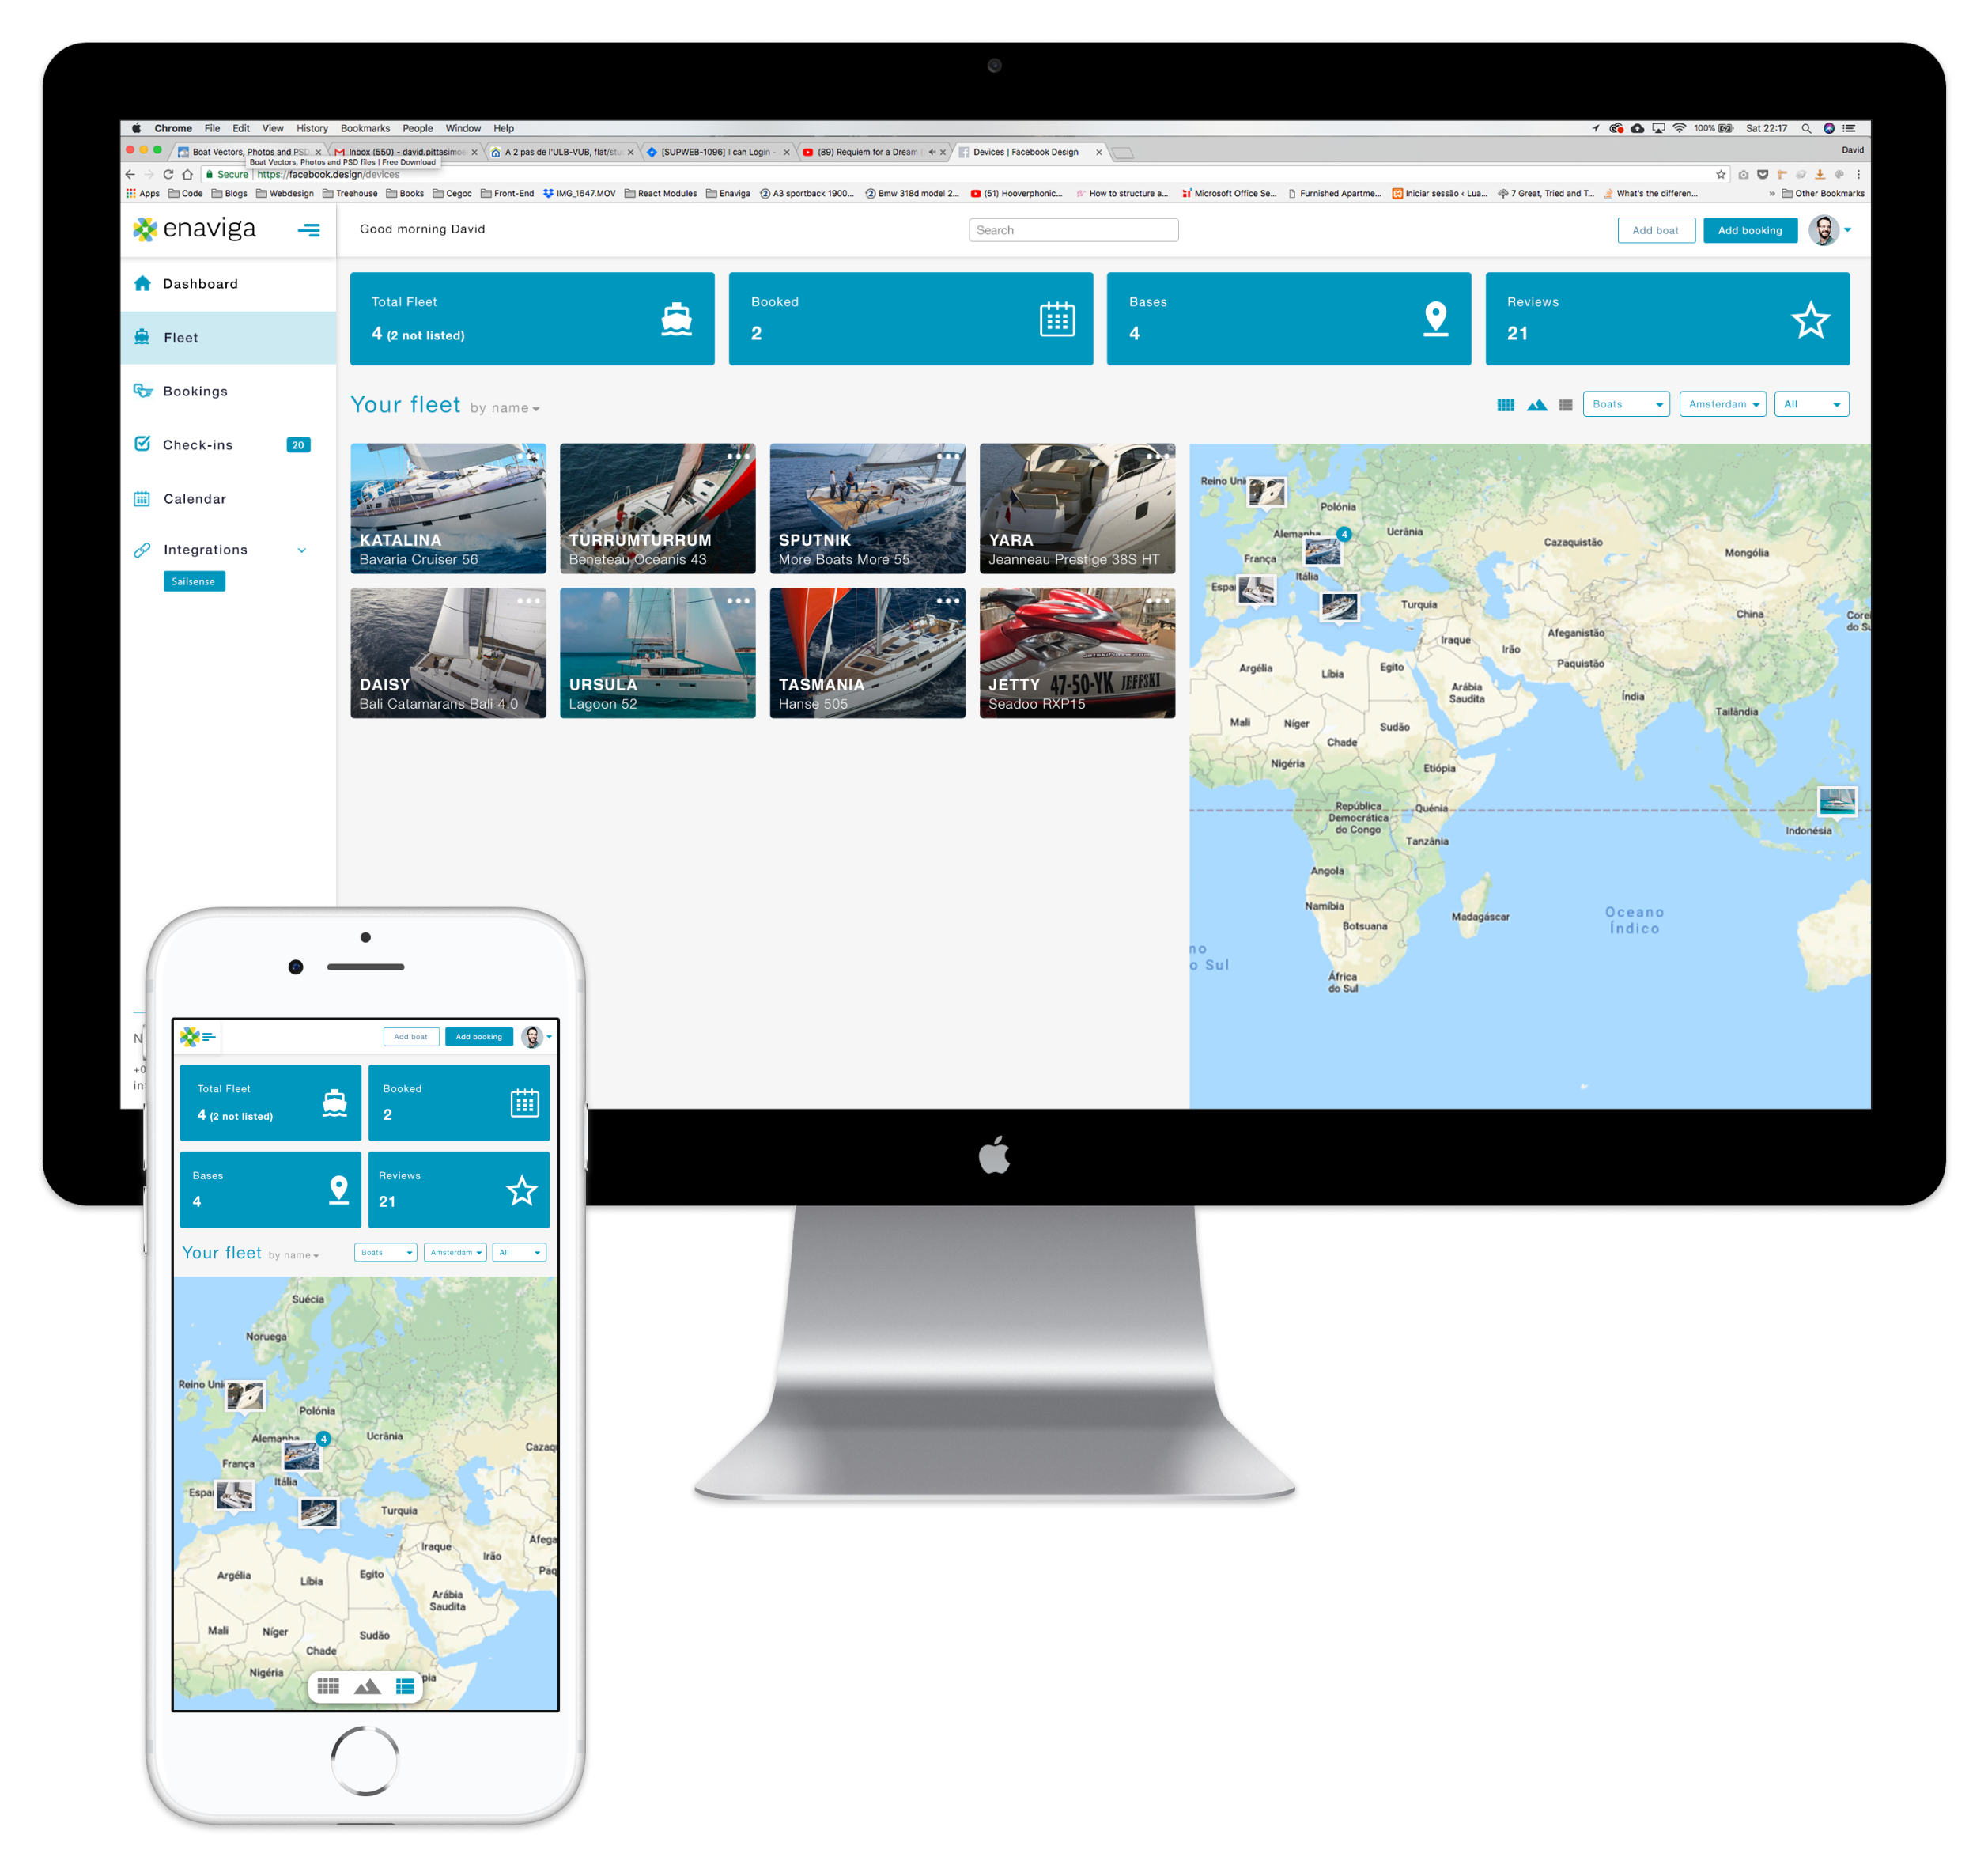 Chrome File Edit View History Bookmarks People Window Help
100% Sat 22:17
Boat Vectors, Photos and PSD
Inbox (550) - david.pittasimoe
A 2 pas de l'ULB-VUB, flat/stu
[SUPWEB-1096] I can Login -
(89) Requiem for a Dream
Devices | Facebook Design
David
Boat Vectors, Photos and PSD files | Free Download
Secure https://facebook.design/devices
Apps Code Blogs Webdesign Treehouse Books Cegoc Front-End IMG_1647.MOV React Modules Enaviga A3 sportback 1900... Bmw 318d model 2... (51) Hooverphonic... How to structure a... Microsoft Office Se... Furnished Apartme... Iniciar sessão ‹ Lua... 7 Great, Tried and T... What's the differen... » Other Bookmarks
enaviga
Good morning David
Search
Add boat
Add booking
Dashboard
Fleet
Bookings
Check-ins 20
Calendar
Integrations
Sailsense
Total Fleet
4 (2 not listed)
Booked
2
Bases
4
Reviews
21
Your fleet by name
Boats
Amsterdam
All
KATALINA
Bavaria Cruiser 56
TURRUMTURRUM
Beneteau Oceanis 43
SPUTNIK
More Boats More 55
YARA
Jeanneau Prestige 38S HT
DAISY
Bali Catamarans Bali 4.0
URSULA
Lagoon 52
TASMANIA
Hanse 505
47-50-YK JEFFSKI
JETTY
Seadoo RXP15
Reino Uni
Polónia
Alemanha
4
Ucrânia
Cazaquistão
Mongólia
França
Itália
Espa
Turquia
China
Corei
do Su
Iraque
Afeganistão
Irão
Paquistão
Argélia
Líbia
Egito
Arábia
Saudita
Índia
Tailândia
Mali
Níger
Sudão
Chade
Nigéria
Etiópia
República
Democrática
do Congo
Quénia
Indonésia
Tanzânia
Angola
Namíbia
Botsuana
Madagáscar
Oceano
Índico
no
o Sul
África
do Sul
N
+0
in
Add boat
Add booking
Total Fleet
4 (2 not listed)
Booked
2
Bases
4
Reviews
21
Your fleet by name
Boats
Amsterdam
All
Suécia
Noruega
Reino Uni
Polónia
Alemanha
4
Ucrânia
Cazaqu
França
Itália
Espa
Turquia
Afega
Iraque
Irão
Paq
Argélia
Líbia
Egito
Arábia
Saudita
Mali
Níger
Sudão
Chade
Nigéria
pia